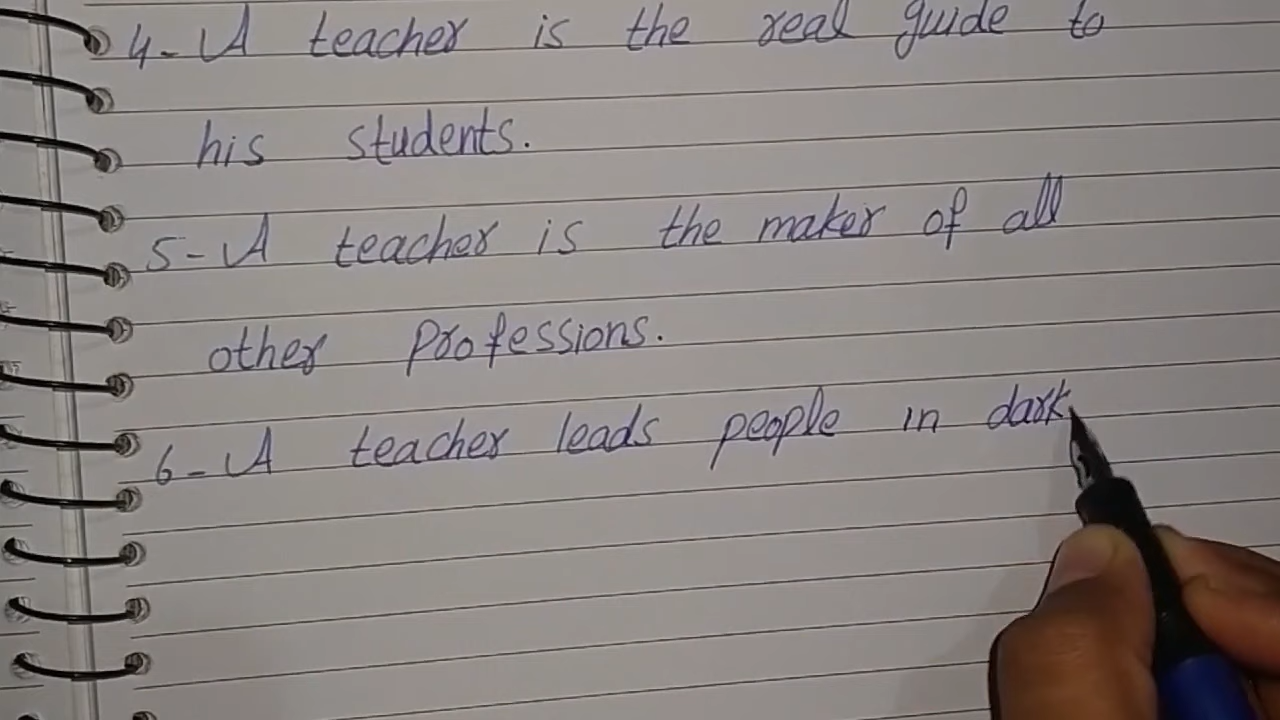 4- A teacher is the real guide to
his students.
5- A teacher is the maker of all
other professions.
6- A teacher leads people in dark